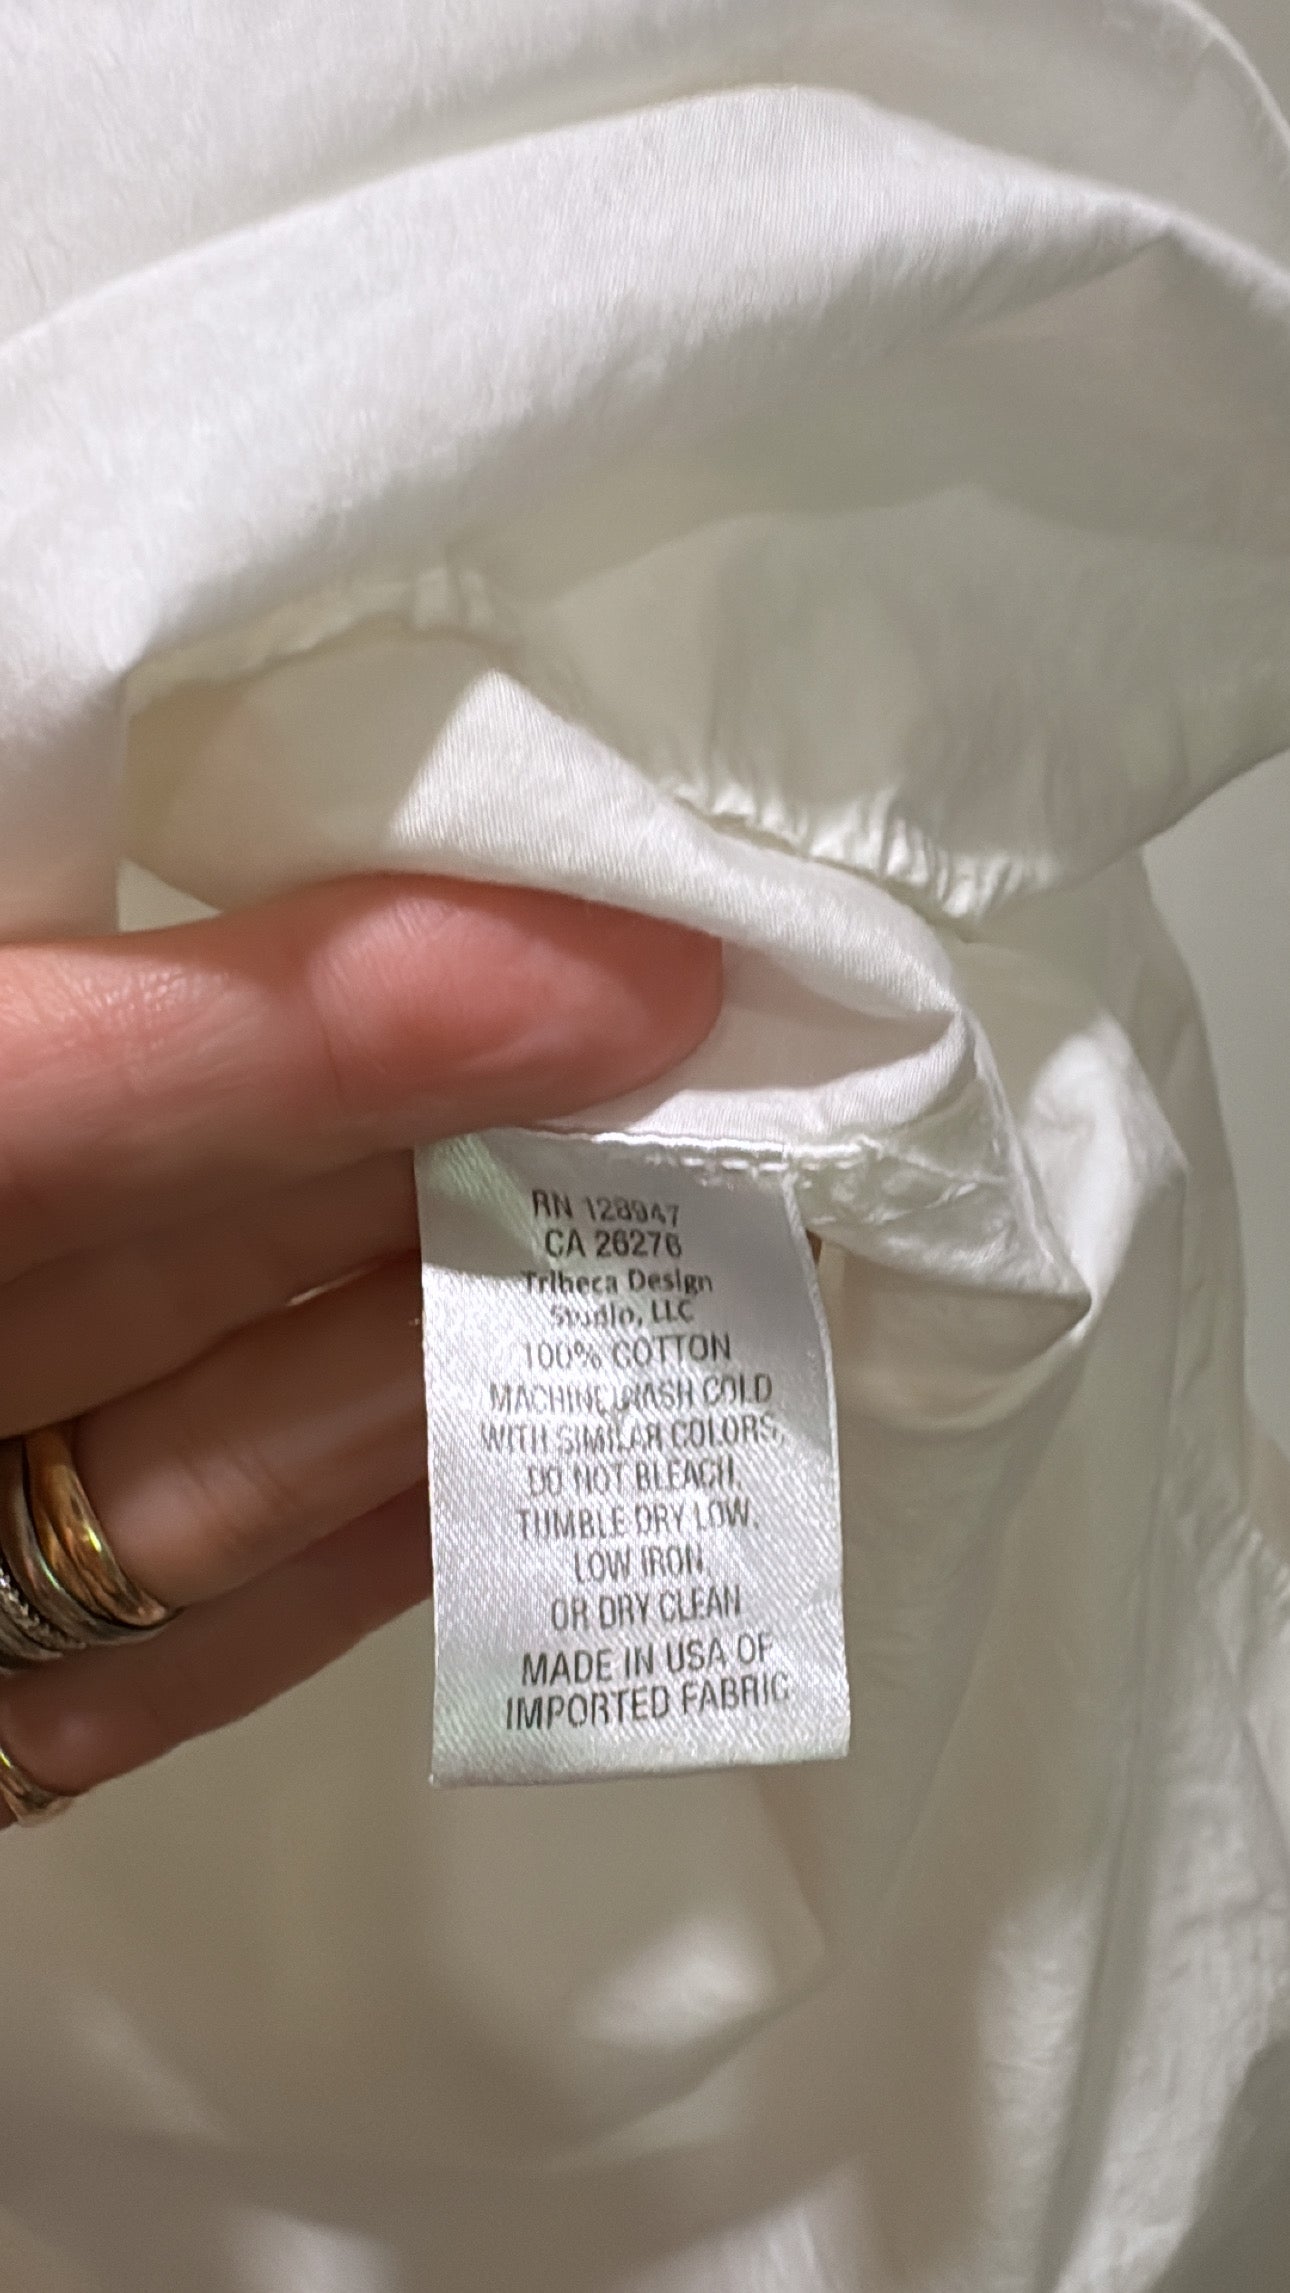 RN 128947
CA 26276
Tribeca Design
Studio, LLC
100% COTTON
MACHINE WASH COLD
WITH SIMILAR COLORS,
DO NOT BLEACH,
TUMBLE DRY LOW.
LOW IRON
OR DRY CLEAN
MADE IN USA OF
IMPORTED FABRIC